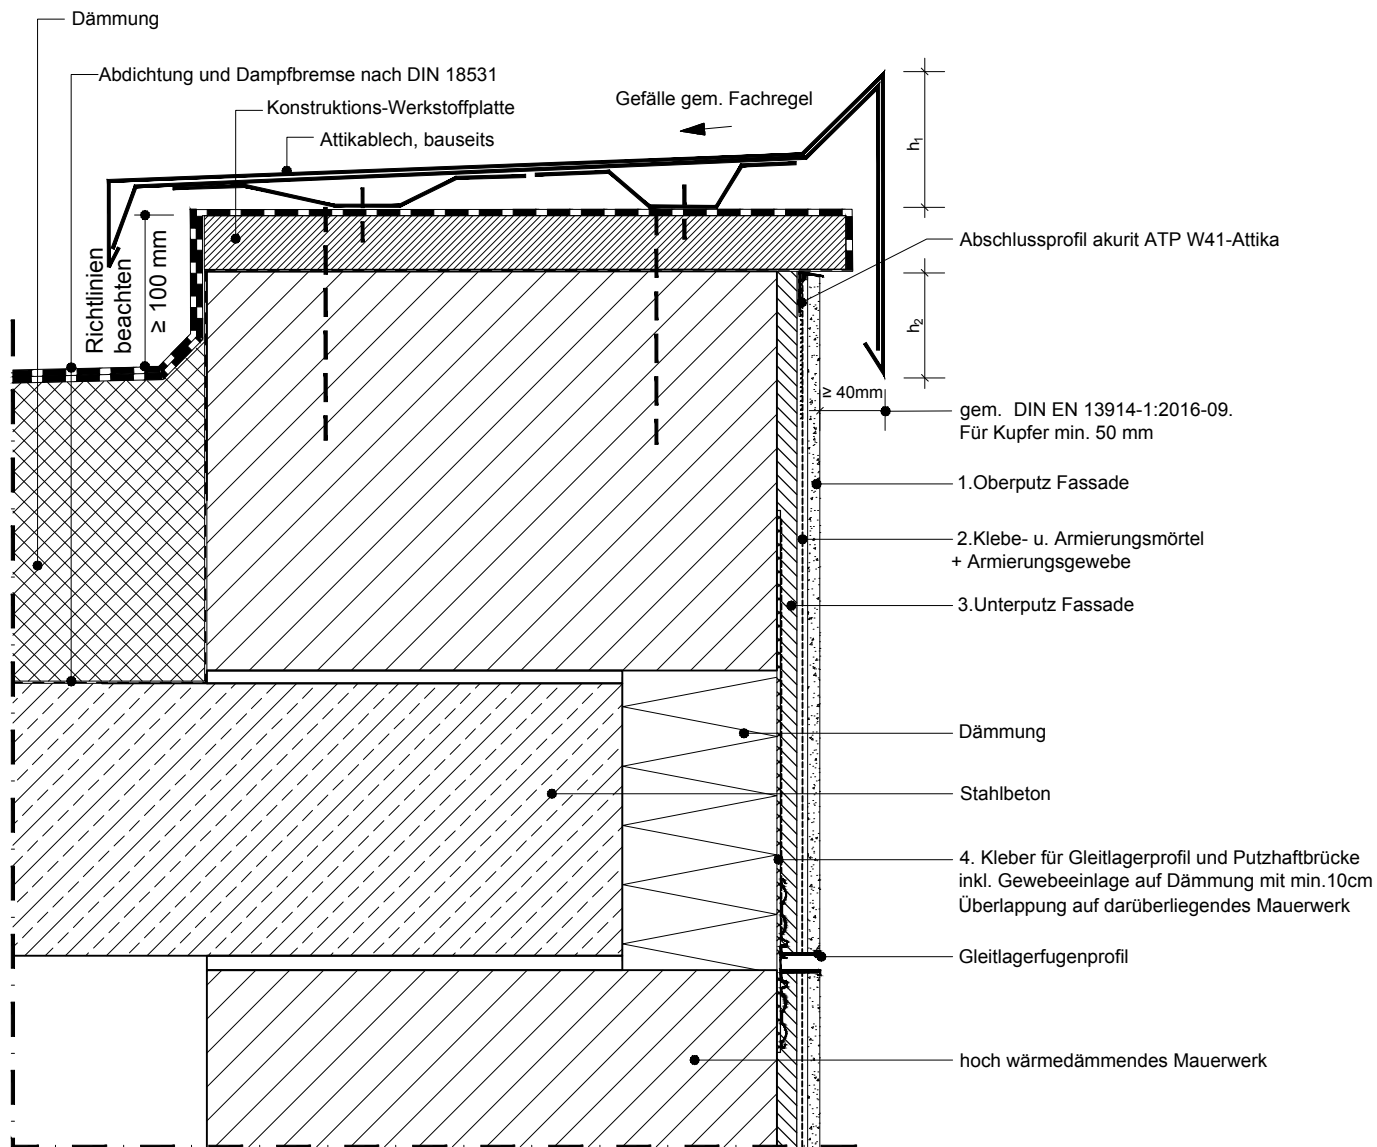 Dämmung
Abdichtung und Dampfbremse nach DIN 18531
Konstruktions-Werkstoffplatte
Gefälle gem. Fachregel
Attikablech, bauseits
h1
Richtlinien
beachten
≥ 100 mm
Abschlussprofil akurit ATP W41-Attika
h2
≥ 40mm
gem. DIN EN 13914-1:2016-09.
Für Kupfer min. 50 mm
1.Oberputz Fassade
2.Klebe- u. Armierungsmörtel
+ Armierungsgewebe
3.Unterputz Fassade
Dämmung
Stahlbeton
4. Kleber für Gleitlagerprofil und Putzhaftbrücke
inkl. Gewebeeinlage auf Dämmung mit min.10cm
Überlappung auf darüberliegendes Mauerwerk
Gleitlagerfugenprofil
hoch wärmedämmendes Mauerwerk